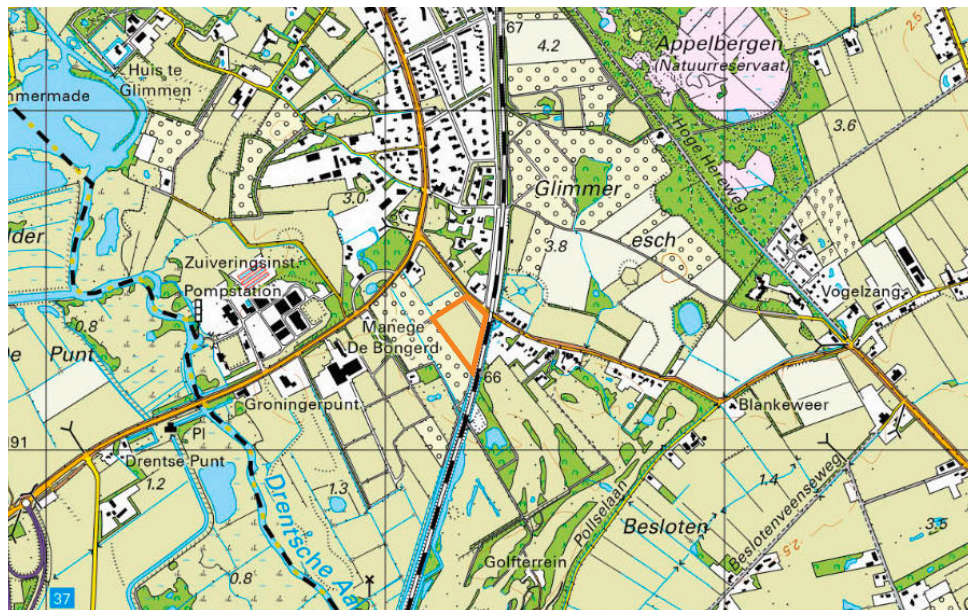 67
4.2
Appelbergen
(Natuurreservaat)
2.5
Huis te
Glimmen
mmermade
Hoge Hereweg
3.6
3.0
Glimmer
3.8
esch
lder
Zuiveringsinst.
Pompstation
Vogelzang
0.8
Punt
Manege
De Bongerd
66
Groningerpunt
Blankeweer
91
Pl
Drentse Punt
1.2
1.3
Drentsche Aa
Pollselaan
Besloten
1.4
Beslotenveenseweg
2.5
3.5
Golfterrein
0.8
37